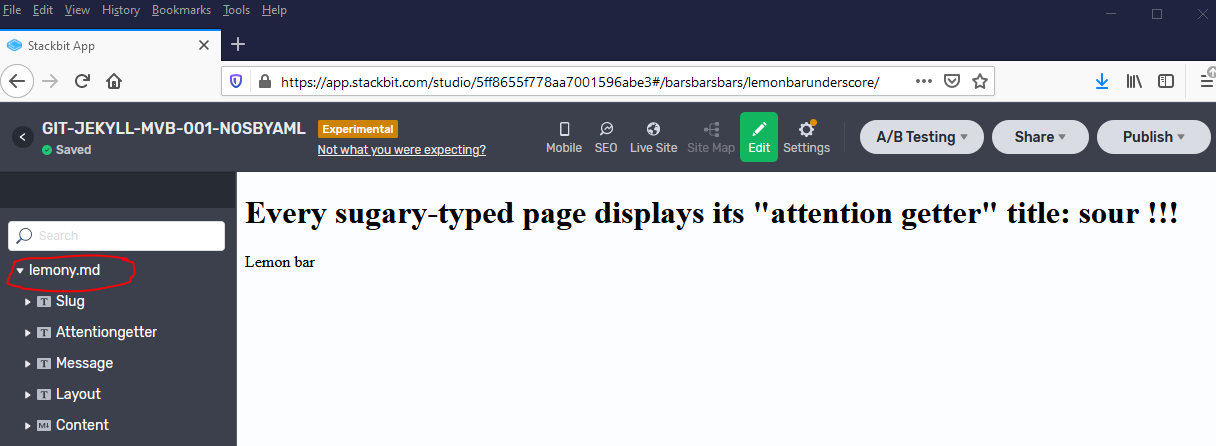 File Edit View History Bookmarks Tools Help
Stackbit App
https://app.stackbit.com/studio/5ff8655f778aa7001596abe3#/barsbarsbars/lemonbarunderscore/
GIT-JEKYLL-MVB-001-NOSBYAML Experimental
Saved Not what you were expecting?
Mobile SEO Live Site Site Map Edit Settings
A/B Testing Share Publish
Search
lemony.md
T Slug
T Attentiongetter
T Message
T Layout
M Content
Every sugary-typed page displays its "attention getter" title: sour !!!
Lemon bar